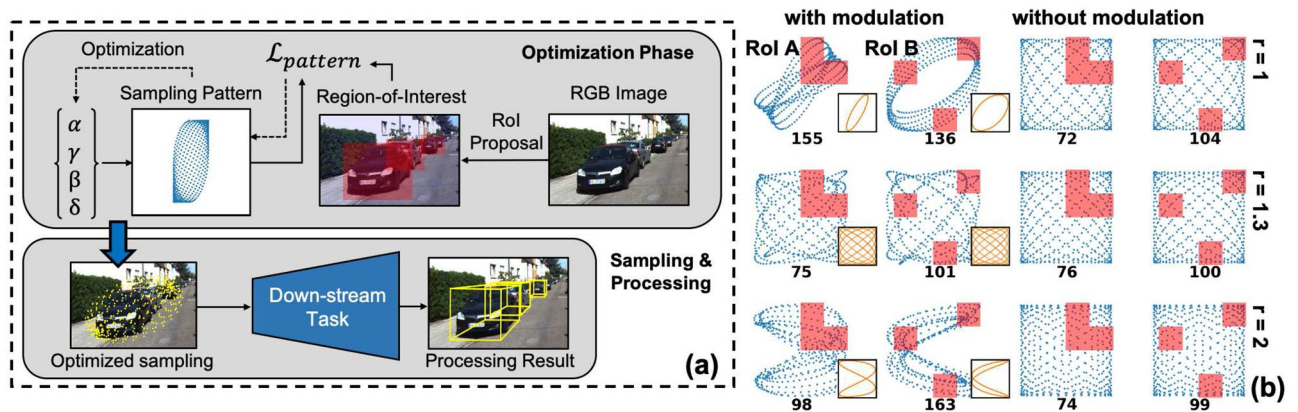 Optimization
ℒpattern
Optimization Phase
Sampling Pattern
Region-of-Interest
RGB Image
α
γ
β
δ
RoI
Proposal
Optimized sampling
Down-stream
Task
Processing Result
Sampling &
Processing
(a)
with modulation
without modulation
RoI A
RoI B
r = 1
155
136
72
104
r = 1.3
75
101
76
100
r = 2
98
163
74
99
(b)